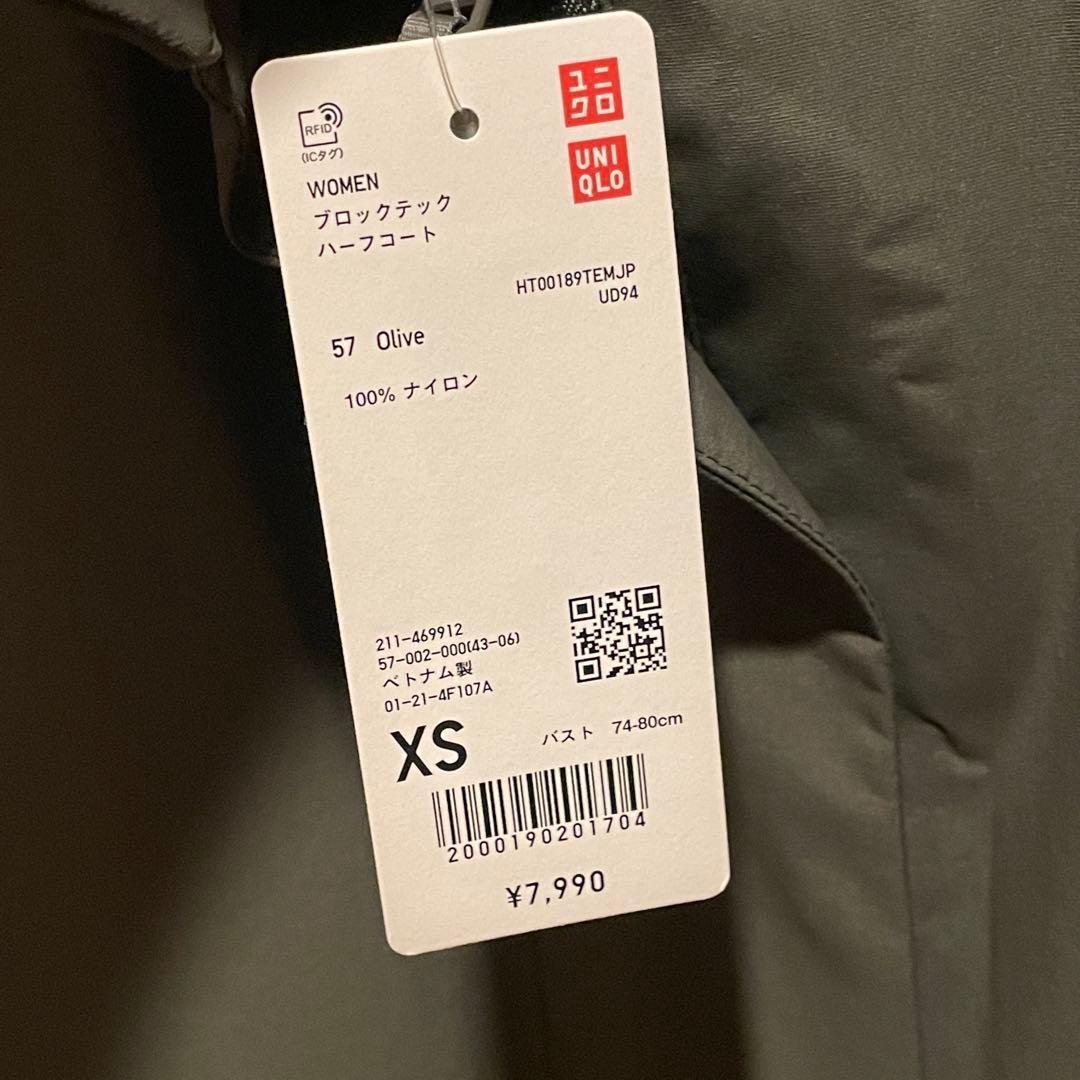 RFID
(ICタグ)
ユニ
クロ
UNI
QLO
WOMEN
ブロックテック
ハーフコート
HT00189TEMJP
UD94
57 Olive
100% ナイロン
211-469912
57-002-000(43-06)
ベトナム製
01-21-4F107A
XS
バスト 74-80cm
2000190201704
¥7,990